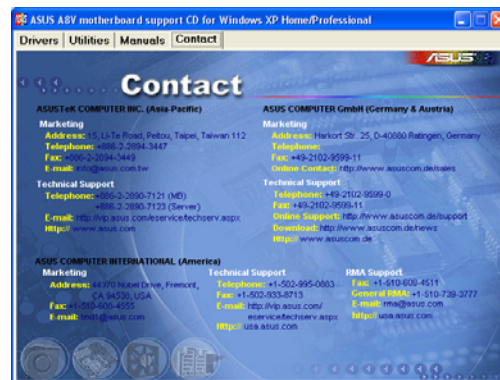 ASUS A8V motherboard support CD for Windows XP Home/Professional
Drivers Utilities Manuals Contact
ASUS
Contact
ASUSTeK COMPUTER INC. (Asia-Pacific)
Marketing
Address: 15, Li-Te Road, Peitou, Taipei, Taiwan 112
Telephone: +886-2-2894-3447
Fax: +886-2-2894-3449
E-mail: info@asus.com.tw
Technical Support
Telephone: +886-2-2890-7121 (MB)
+886-2-2890-7123 (Server)
E-mail: http://vip.asus.com/eservice/techserv.aspx
Http:// www.asus.com
ASUS COMPUTER GmbH (Germany & Austria)
Marketing
Address: Harkort Str. 25, D-40880 Ratingen, Germany
Telephone:
Fax: +49-2102-9599-11
Online Contact: http://www.asuscom.de/sales
Technical Support
Telephone: +49-2102-9599-0
Fax: +49-2102-9599-11
Online Support: http://www.asuscom.de/support
Download: http://www.asuscom.de/news
Http:// www.asuscom.de
ASUS COMPUTER INTERNATIONAL (America)
Marketing
Address: 44370 Nobel Drive, Fremont,
CA 94530, USA
Fax: +1-510-608-4555
E-mail: tmd1@asus.com
Technical Support
Telephone: +1-502-995-0883
Fax: +1-502-933-8713
E-mail: http://vip.asus.com/
eservice/techserv.aspx
Http:// usa.asus.com
RMA Support
Fax: +1-510-608-4511
General RMA: +1-510-739-3777
E-mail: rma@asus.com
http:// usa.asus.com